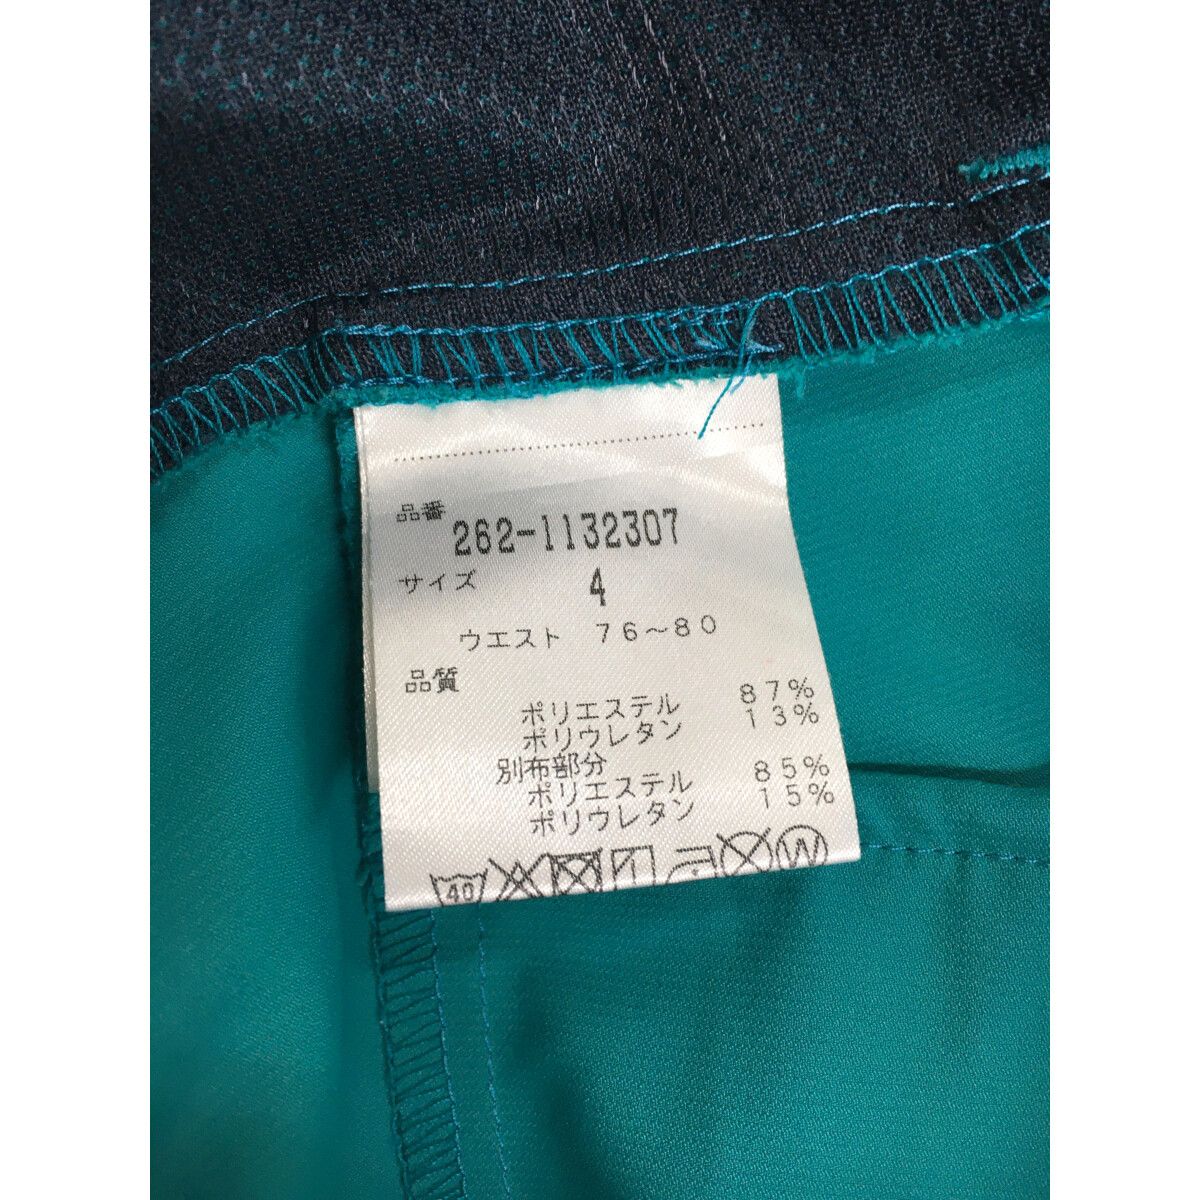 品番
262-1132307
サイズ 4
ウエスト 76～80
品質
ポリエステル 87%
ポリウレタン 13%
別布部分
ポリエステル 85%
ポリウレタン 15%
40 W